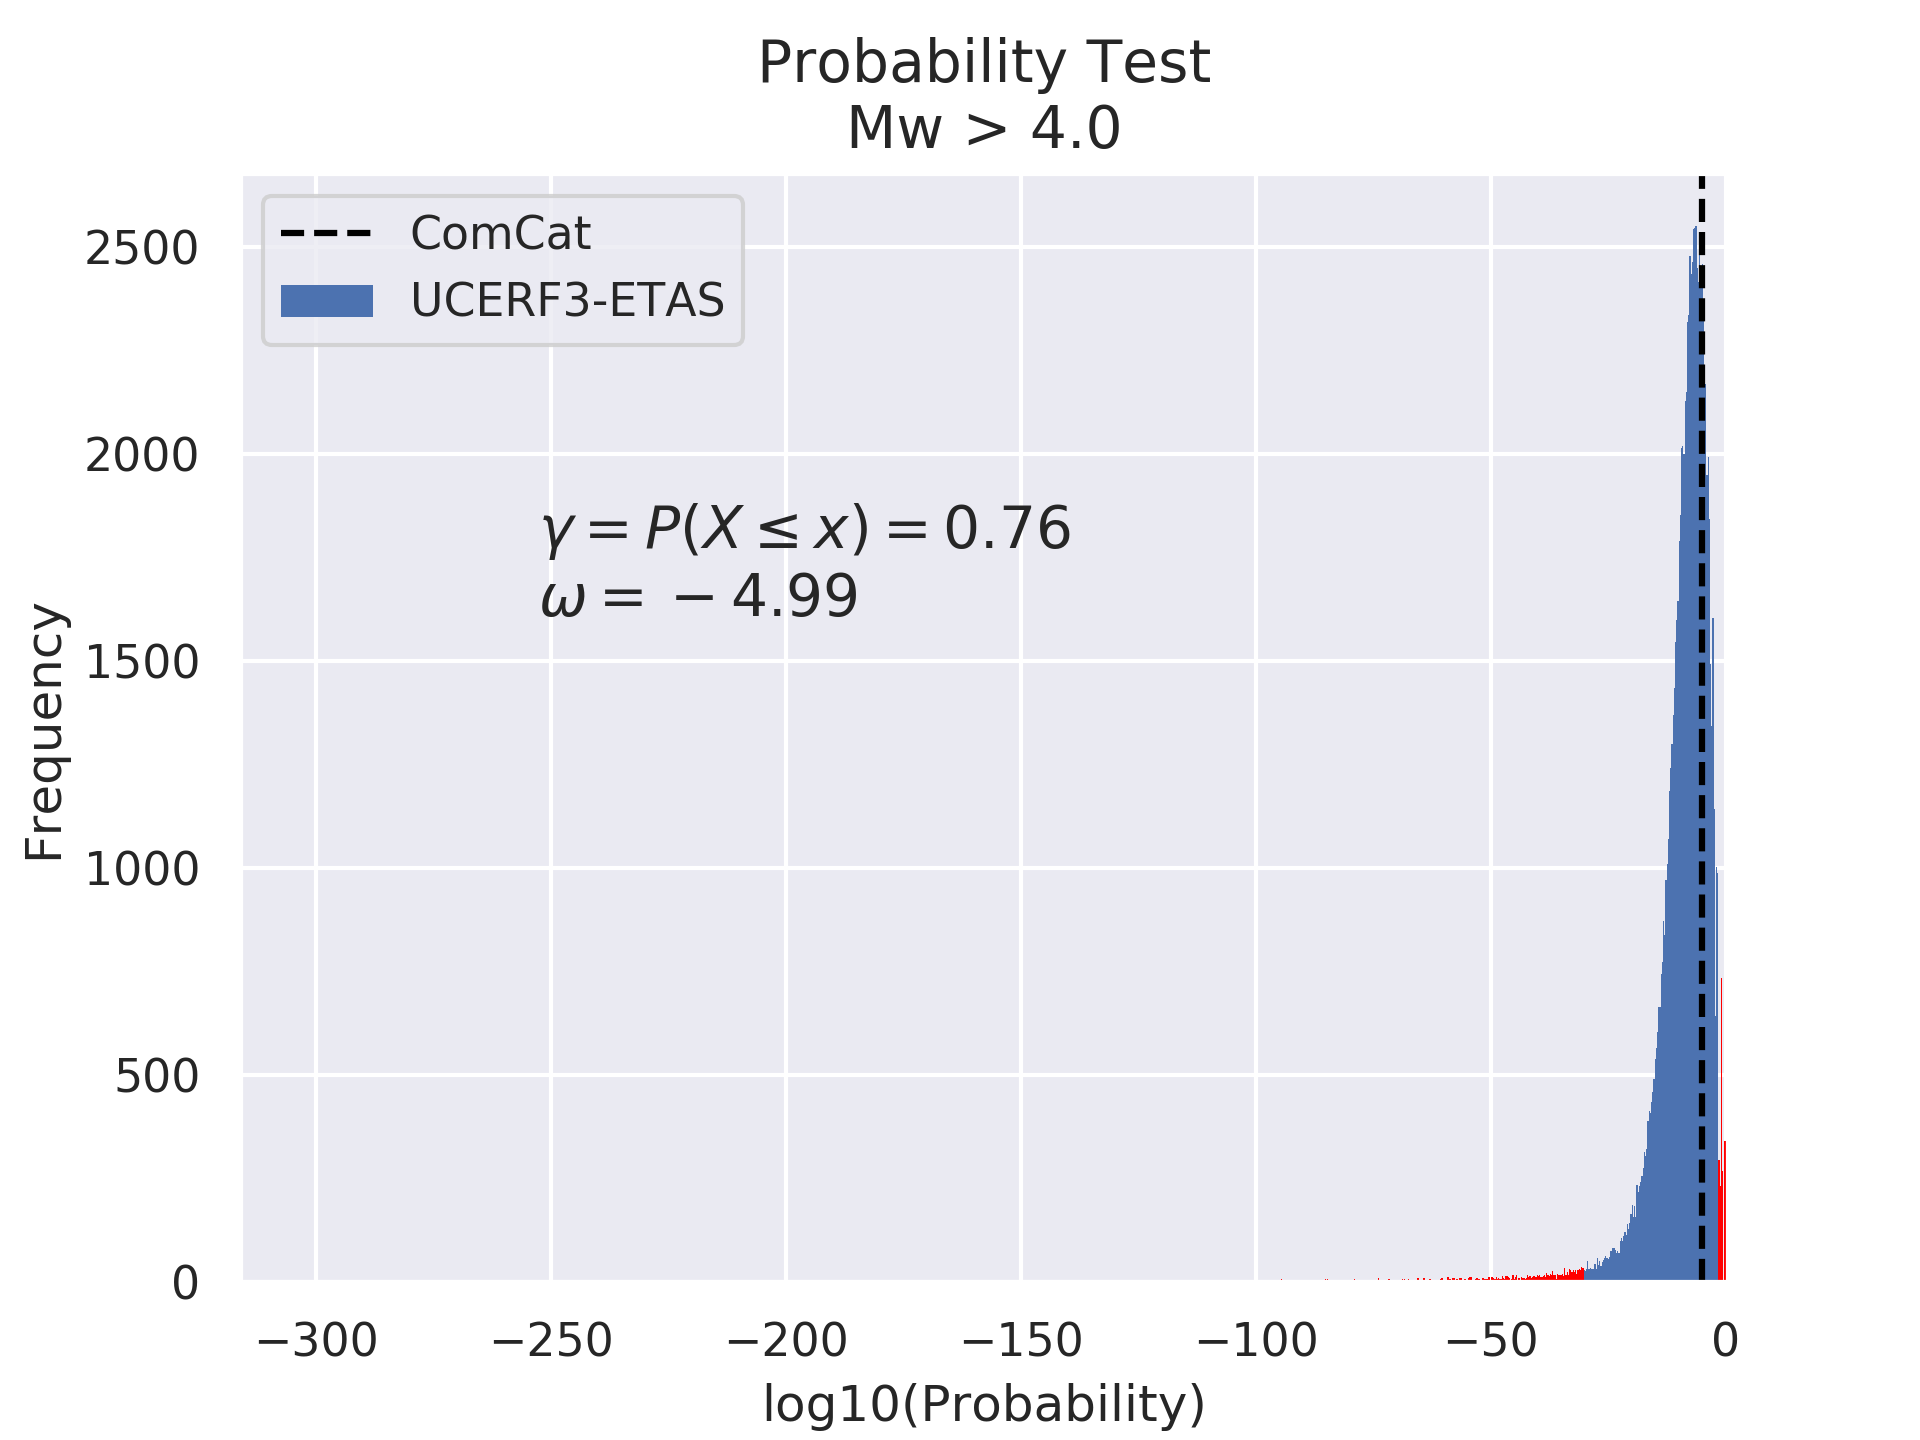 Probability Test
Mw > 4.0
ComCat
UCERF3-ETAS
γ = P(X ≤ x) = 0.76
ω = −4.99
Frequency
2500
2000
1500
1000
500
0
−300 −250 −200 −150 −100 −50 0
log10(Probability)